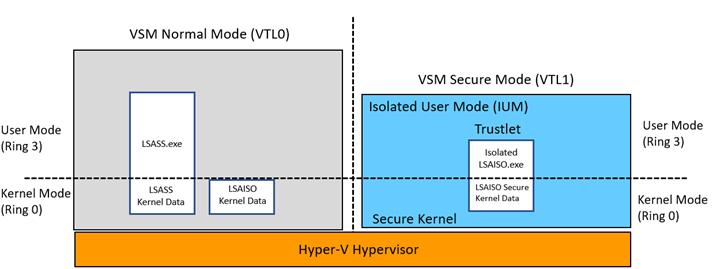 VSM Normal Mode (VTL0)
VSM Secure Mode (VTL1)
Isolated User Mode (IUM)
Trustlet
User Mode
(Ring 3)
LSASS.exe
Isolated
LSAISO.exe
User Mode
(Ring 3)
Kernel Mode
(Ring 0)
LSASS
Kernel Data
LSAISO
Kernel Data
LSAISO Secure
Kernel Data
Kernel Mode
(Ring 0)
Secure Kernel
Hyper-V Hypervisor